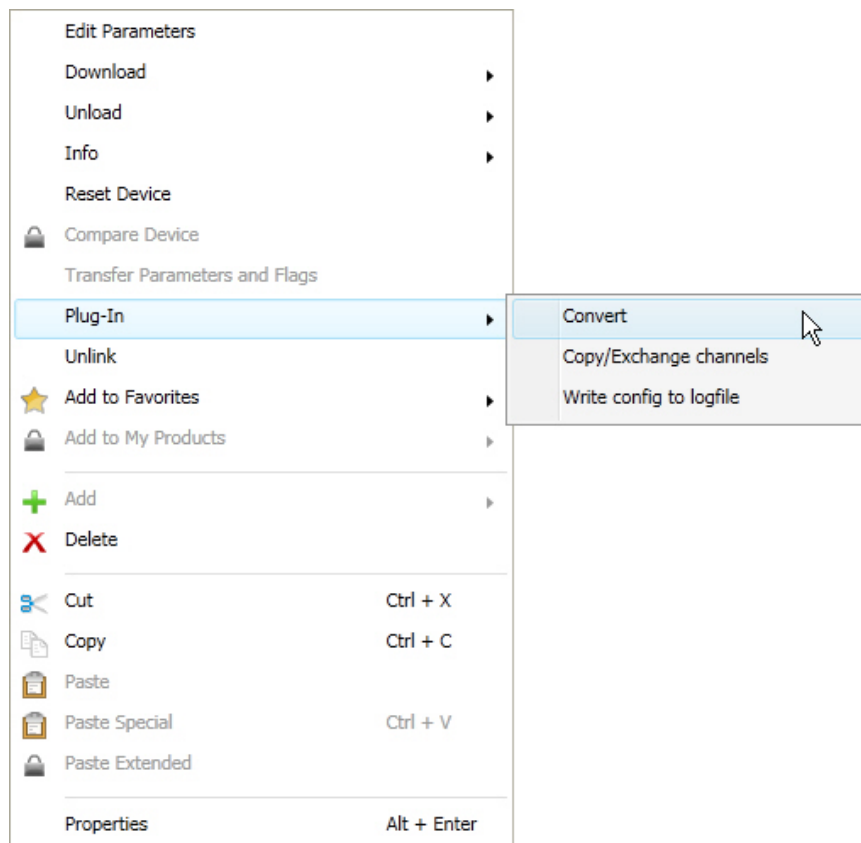 Edit Parameters
Download
Unload
Info
Reset Device
Compare Device
Transfer Parameters and Flags
Plug-In
Convert
Unlink
Copy/Exchange channels
Add to Favorites
Write config to logfile
Add to My Products
Add
Delete
Cut Ctrl + X
Copy Ctrl + C
Paste
Paste Special Ctrl + V
Paste Extended
Properties Alt + Enter